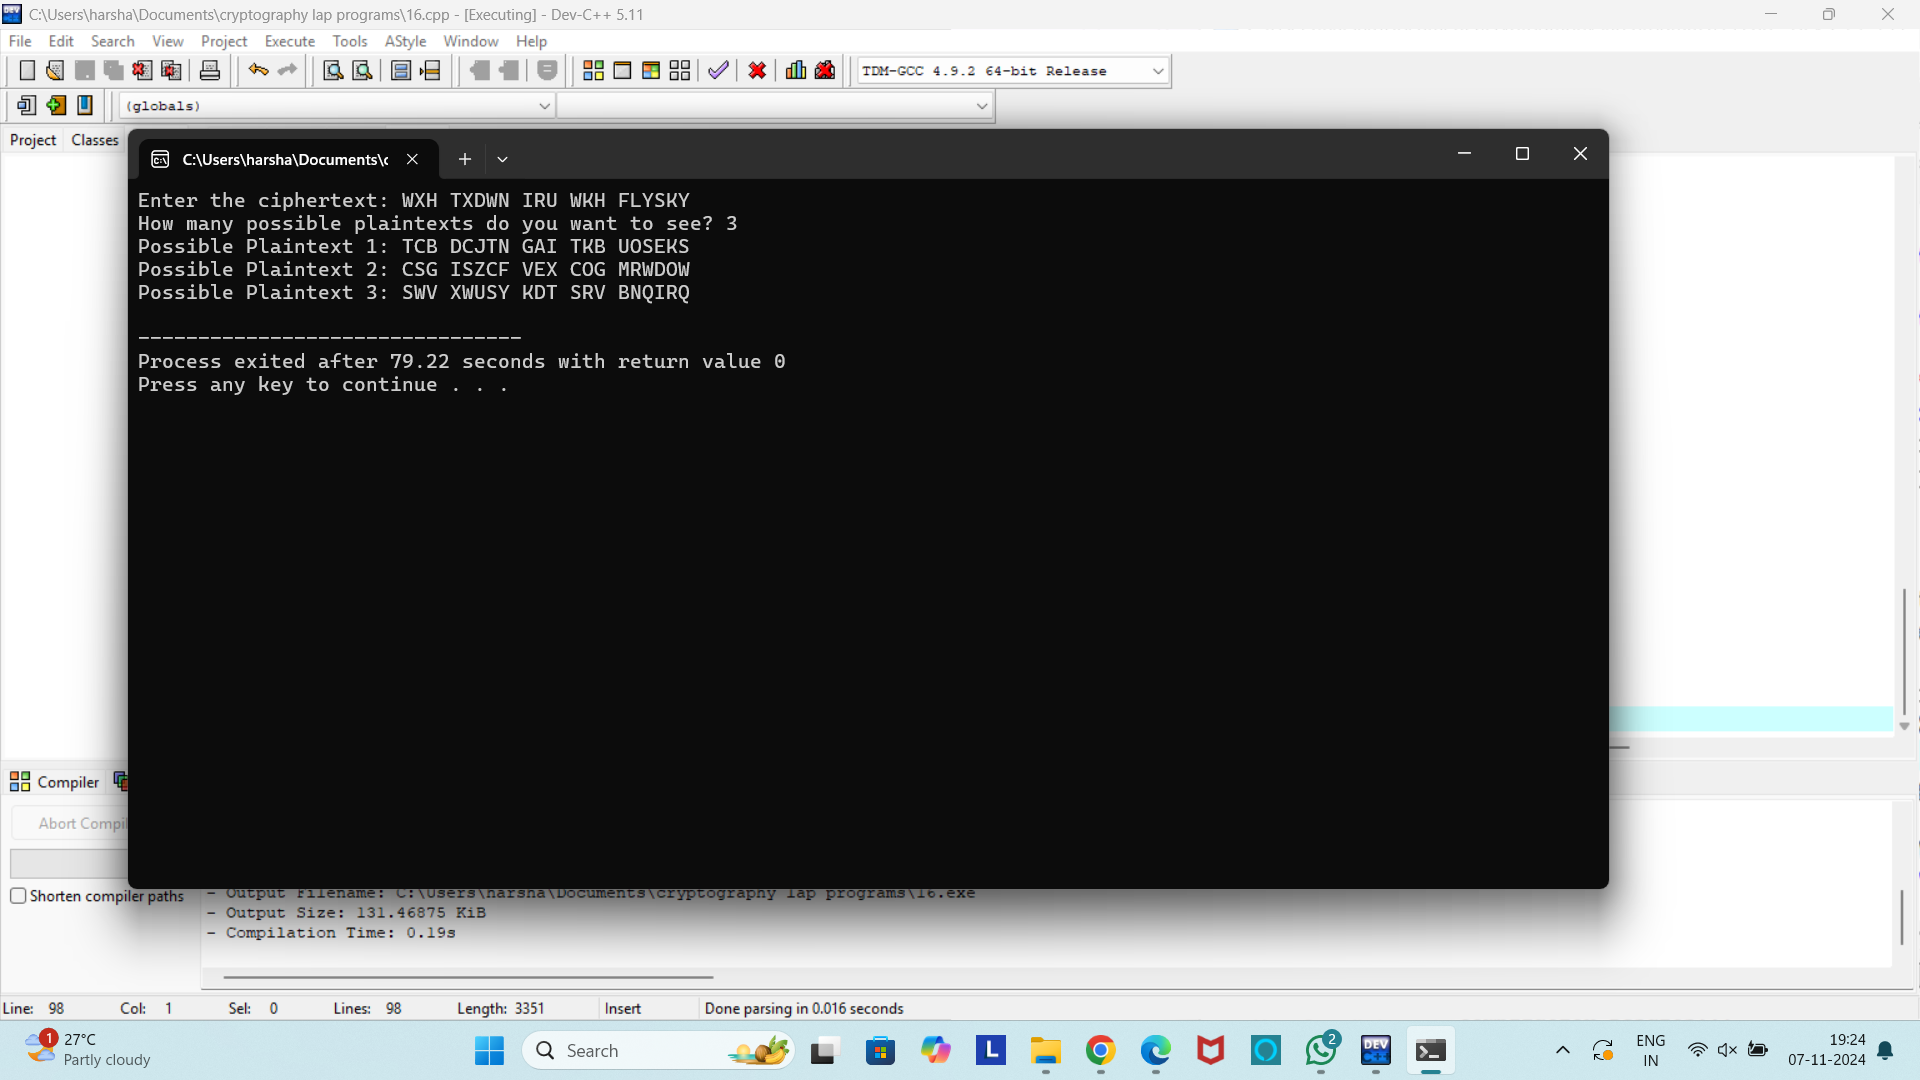 C:\Users\harsha\Documents\cryptography lap programs\16.cpp - [Executing] - Dev-C++ 5.11
File Edit Search View Project Execute Tools AStyle Window Help
TDM-GCC 4.9.2 64-bit Release
(globals)
Project Classes
C:\Users\harsha\Documents\c
Enter the ciphertext: WXH TXDWN IRU WKH FLYSKY
How many possible plaintexts do you want to see? 3
Possible Plaintext 1: TCB DCJTN GAI TKB UOSEKS
Possible Plaintext 2: CSG ISZCF VEX COG MRWDOW
Possible Plaintext 3: SWV XWUSY KDT SRV BNQIRQ
--------------------------------
Process exited after 79.22 seconds with return value 0
Press any key to continue . . .
Compiler
Abort Compil
Shorten compiler paths
- Output Filename: C:\Users\harsha\Documents\cryptography lap programs\16.exe
- Output Size: 131.46875 KiB
- Compilation Time: 0.19s
Line: 98 Col: 1 Sel: 0 Lines: 98 Length: 3351 Insert Done parsing in 0.016 seconds
1
27°C
Partly cloudy
Search
L
2
DEV C++
ENG
IN
19:24
07-11-2024